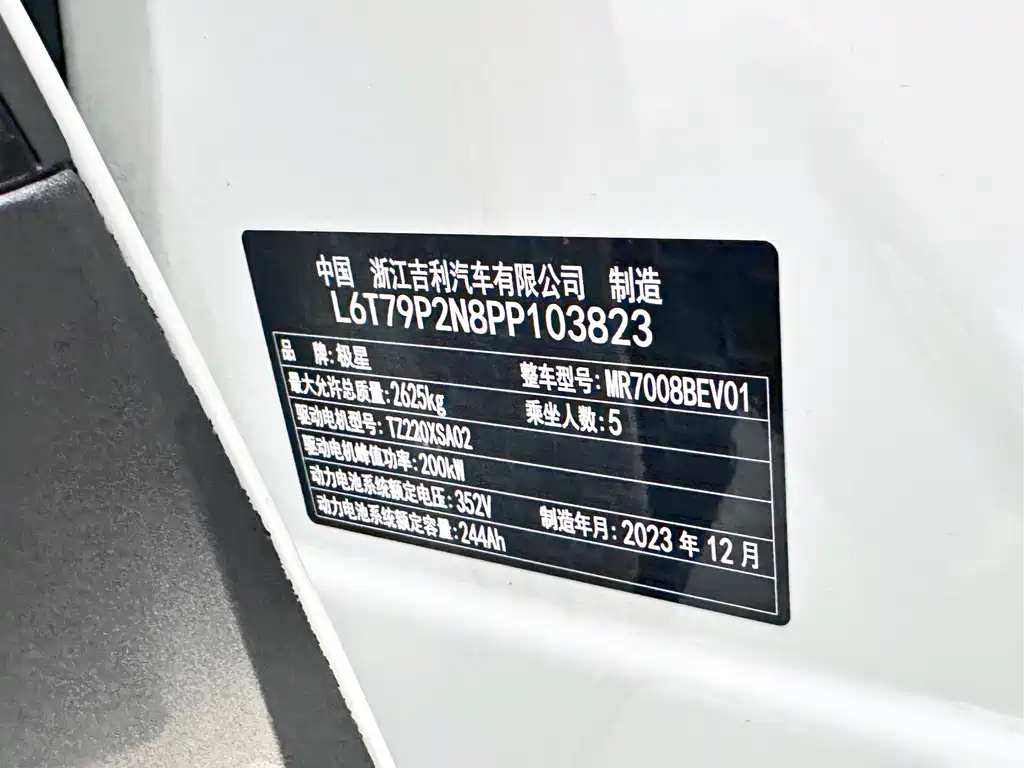 中国 浙江吉利汽车有限公司 制造
L6T79P2N8PP103823
品 牌:极星 整车型号:MR7008BEV01
最大允许总质量:2625kg 乘坐人数:5
驱动电机型号:TZ220XSA02
驱动电机峰值功率:200kW
动力电池系统额定电压:352V 制造年月:2023年12月
动力电池系统额定容量:244Ah